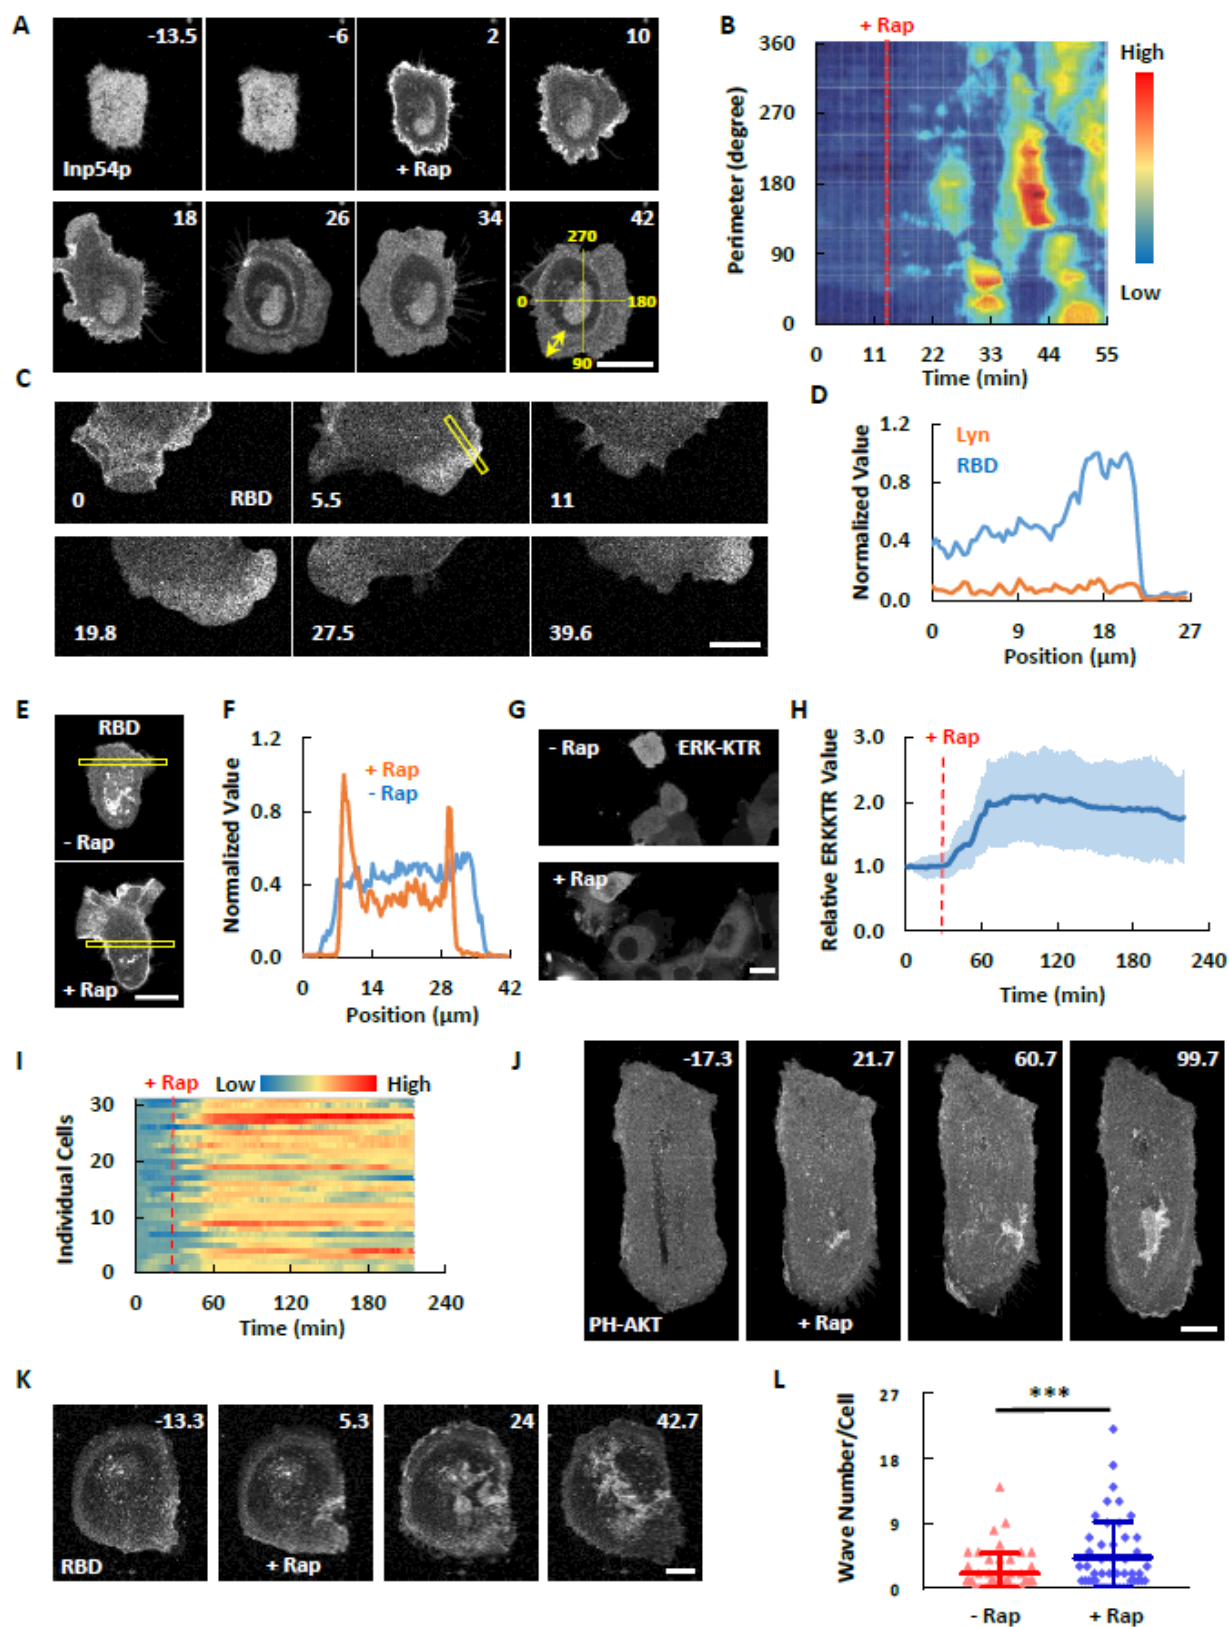 A
-13.5
-6
2
10
Inp54p
+ Rap
18
26
34
42
270
0
180
90
B
+ Rap
Perimeter (degree)
360
270
180
90
0
0 11 22 33 44 55
Time (min)
High
Low
C
0
RBD
5.5
11
19.8
27.5
39.6
D
Normalized Value
1.2
0.8
0.4
0.0
Lyn
RBD
0 9 18 27
Position (µm)
E
RBD
- Rap
+ Rap
F
Normalized Value
1.2
0.8
0.4
0.0
+ Rap
- Rap
0 14 28 42
Position (µm)
G
- Rap
ERK-KTR
+ Rap
H
Relative ERKKTR Value
3.0
2.0
1.0
0.0
+ Rap
0 60 120 180 240
Time (min)
I
+ Rap
Low
High
Individual Cells
30
20
10
0
0 60 120 180 240
Time (min)
J
-17.3
21.7
60.7
99.7
PH-AKT
+ Rap
K
-13.3
5.3
24
42.7
RBD
+ Rap
L
Wave Number/Cell
27
18
9
0
***
- Rap
+ Rap